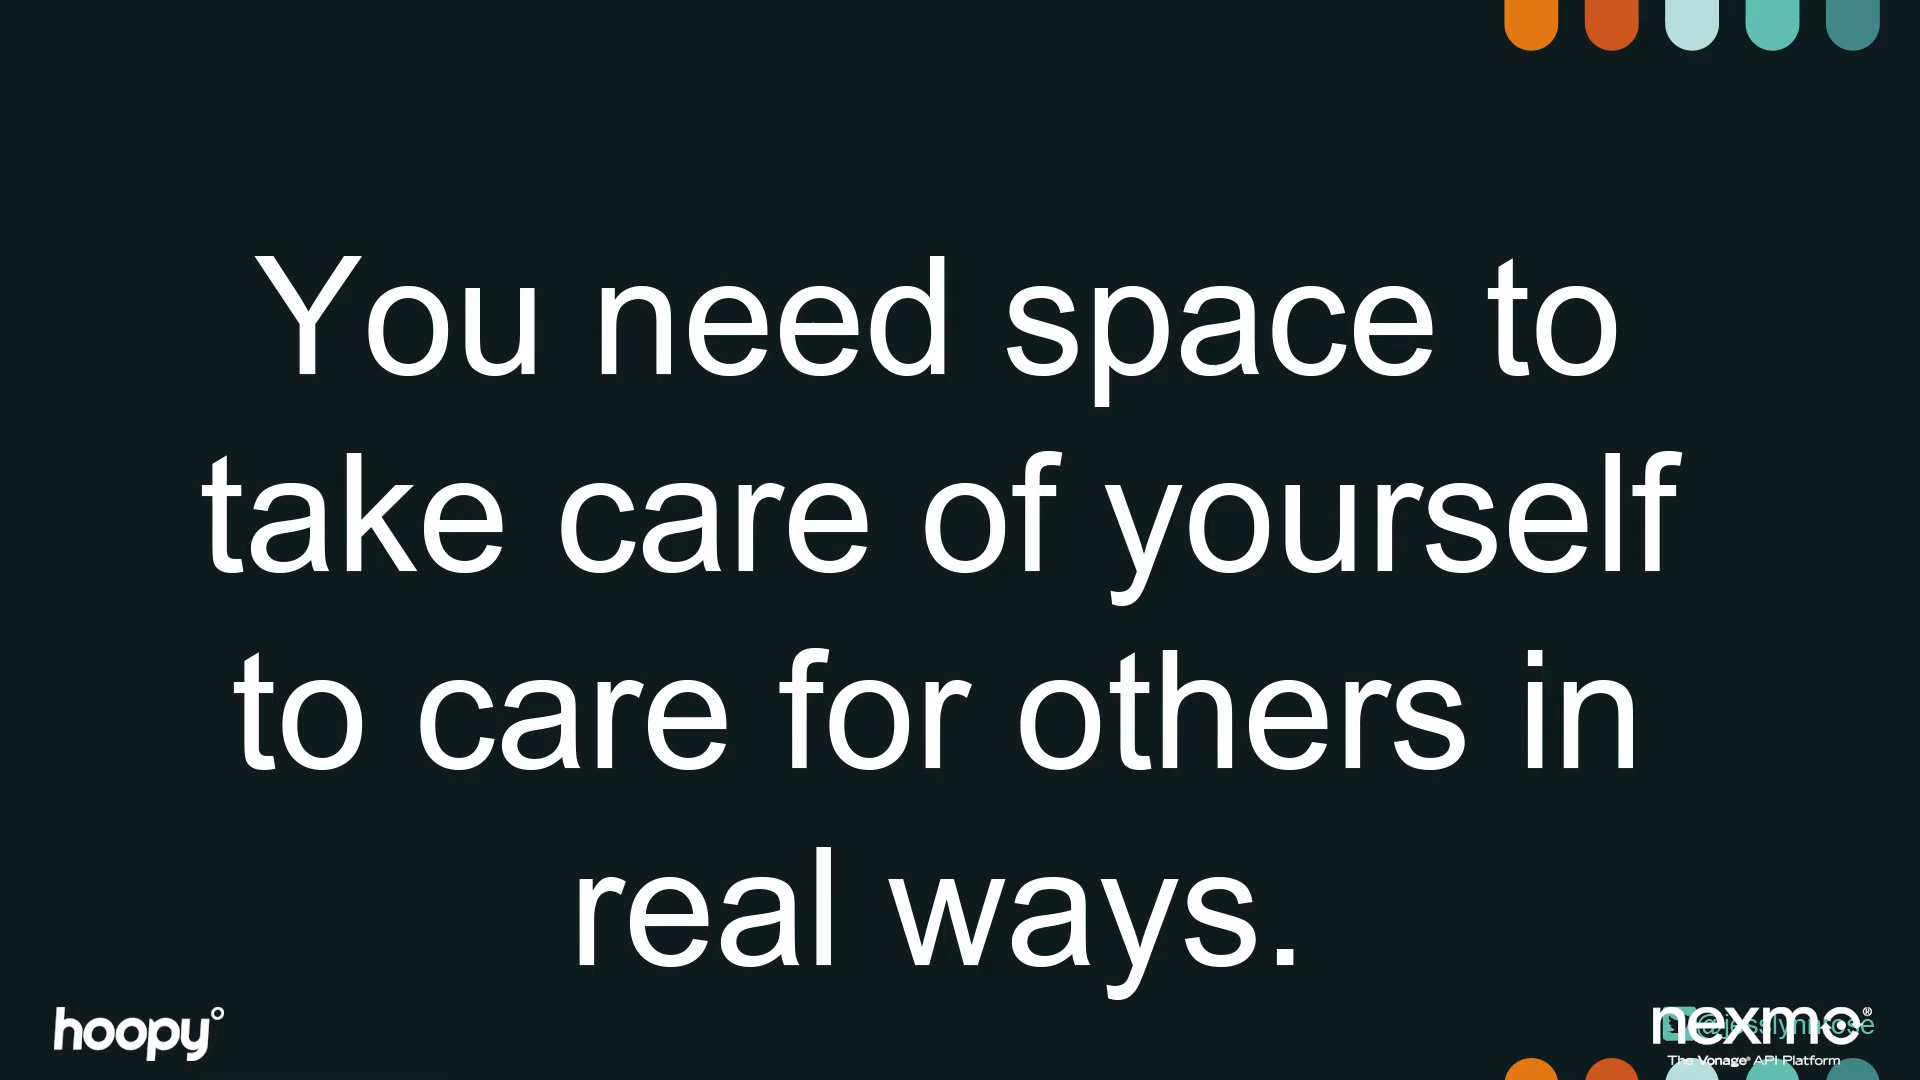 You need space to
take care of yourself
to care for others in
real ways.
hoopy
nexmo®
@jesslynnrose
The Vonage® API Platform